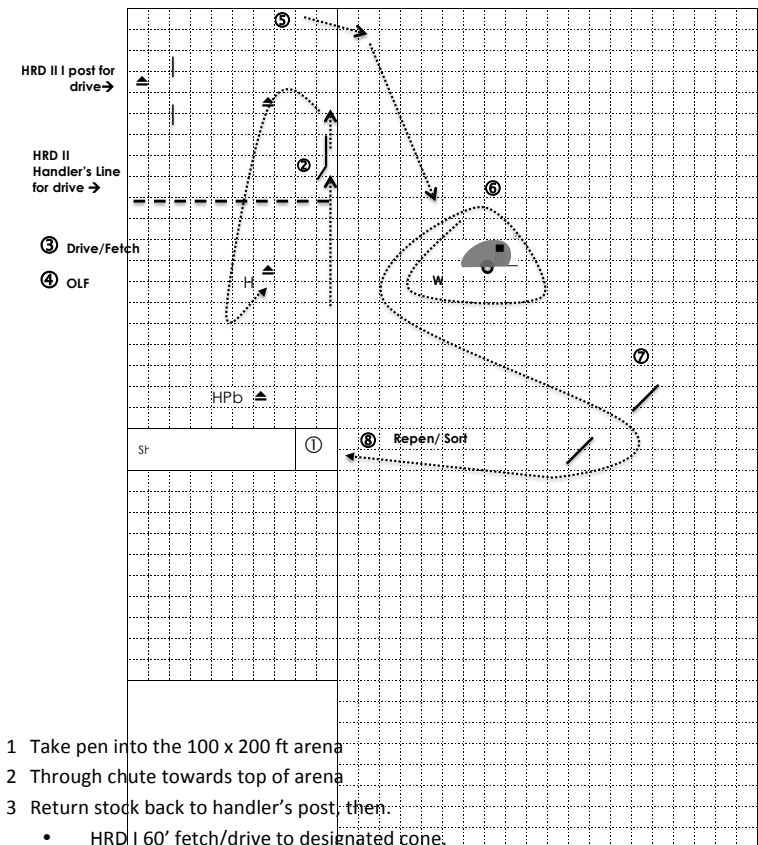 ⑤
HRD II I post for
drive→
②
HRD II
Handler's Line
for drive →
⑥
③ Drive/Fetch
④ OLF
H
W
⑦
HPb
①
⑧ Repen/ Sort
1 Take pen into the 100 x 200 ft arena
2 Through chute towards top of arena
3 Return stock back to handler's post, then.
• HRD I 60' fetch/drive to designated cone.